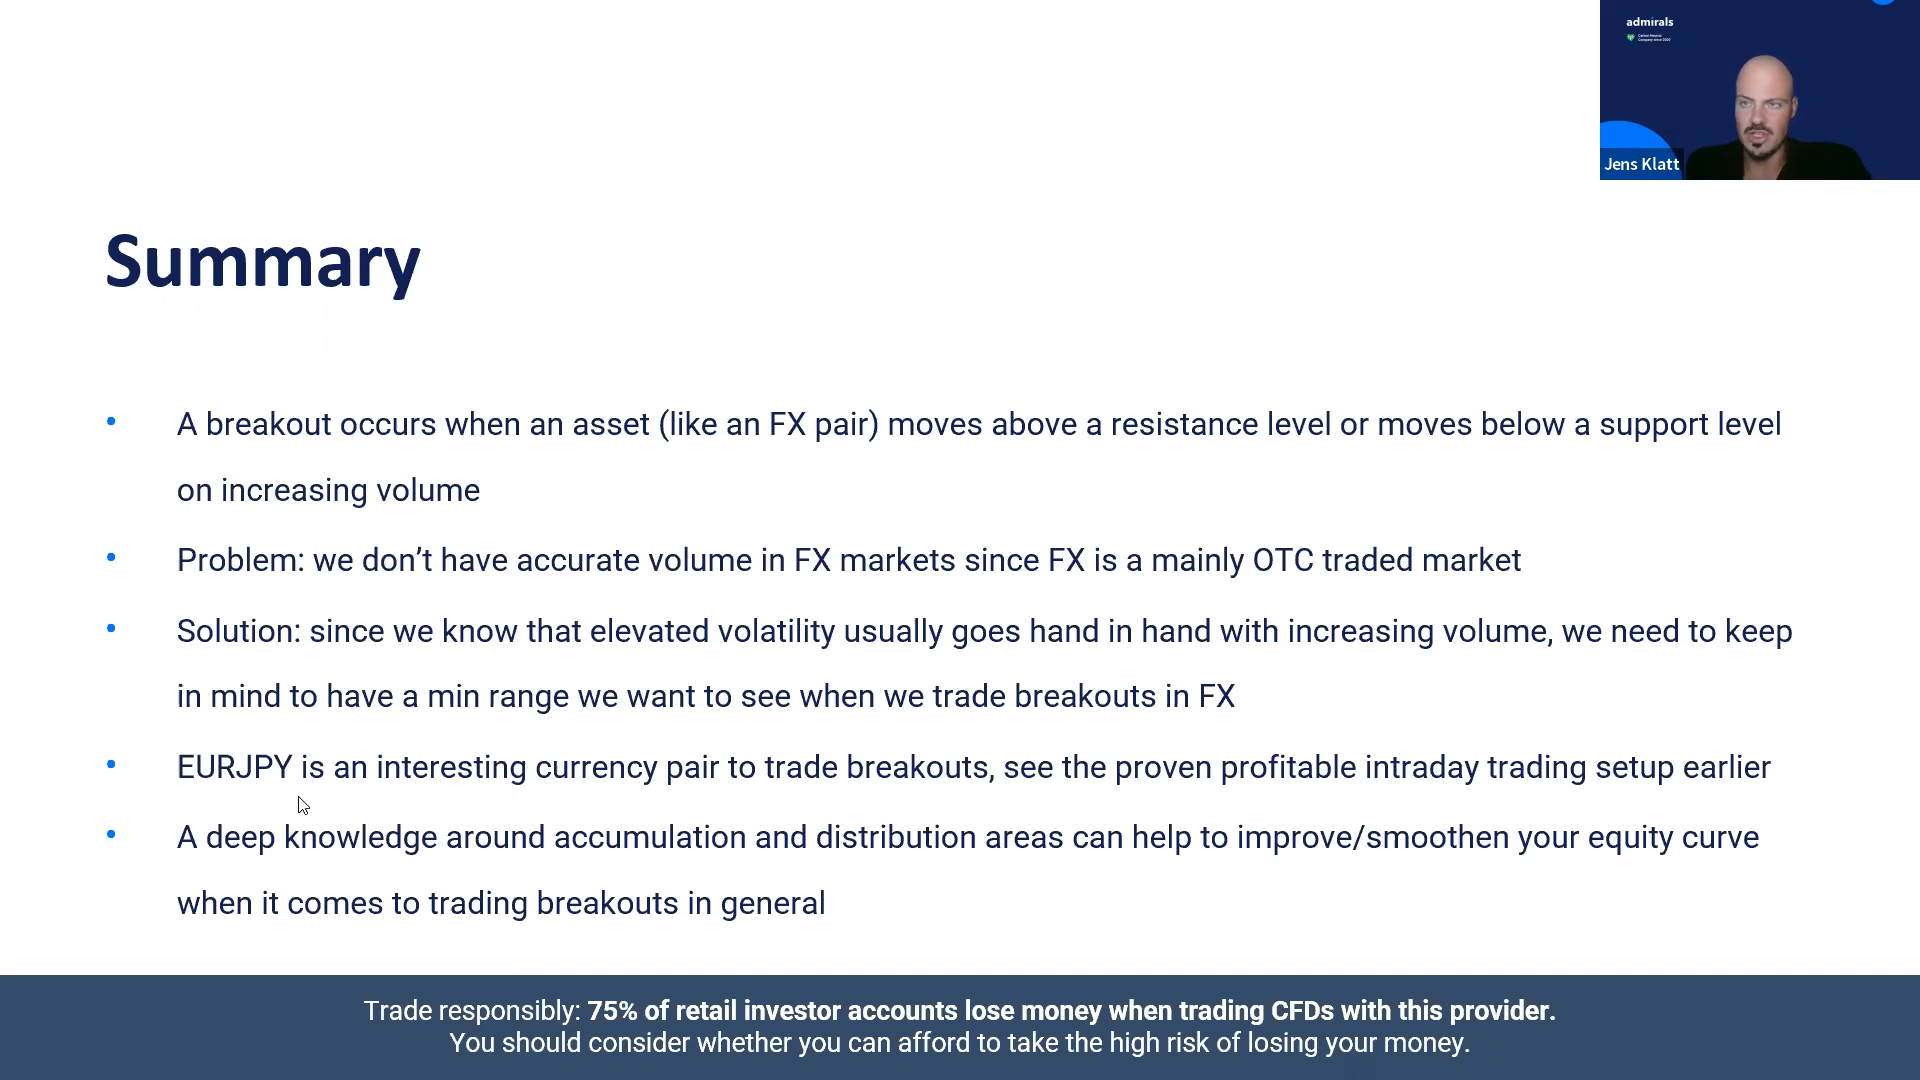 admirals
Carbon Neutral
Company since 2020
Jens Klatt
Summary
• A breakout occurs when an asset (like an FX pair) moves above a resistance level or moves below a support level
on increasing volume
• Problem: we don’t have accurate volume in FX markets since FX is a mainly OTC traded market
• Solution: since we know that elevated volatility usually goes hand in hand with increasing volume, we need to keep
in mind to have a min range we want to see when we trade breakouts in FX
• EURJPY is an interesting currency pair to trade breakouts, see the proven profitable intraday trading setup earlier
• A deep knowledge around accumulation and distribution areas can help to improve/smoothen your equity curve
when it comes to trading breakouts in general
Trade responsibly: 75% of retail investor accounts lose money when trading CFDs with this provider.
You should consider whether you can afford to take the high risk of losing your money.